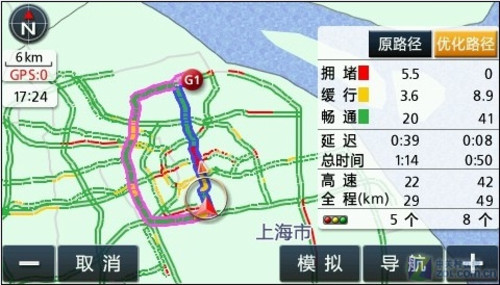 N
6km
GPS:0
17:24
G1
上海市
原路径 优化路径
拥堵 5.5 0
缓行 3.6 8.9
畅通 20 41
延迟 0:39 0:08
总时间 1:14 0:50
高速 22 42
全程(km) 29 49
5个 8个
− 取消 模拟 导航 +